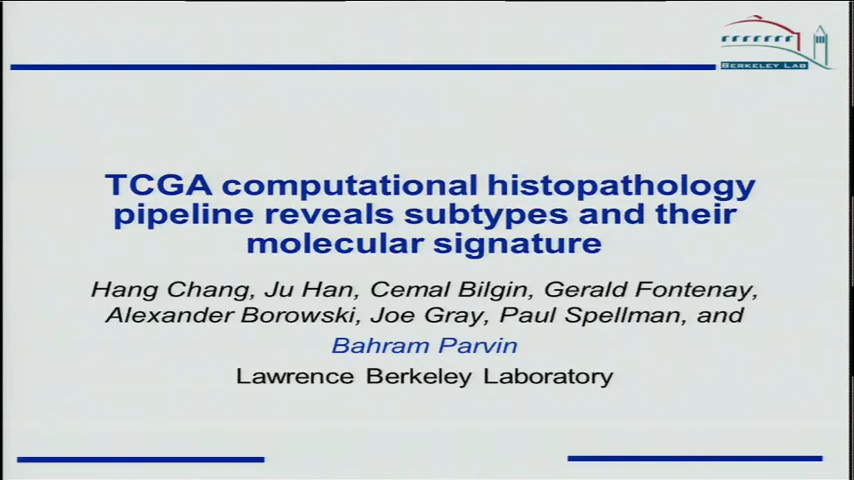 BERKELEY LAB
TCGA computational histopathology
pipeline reveals subtypes and their
molecular signature
Hang Chang, Ju Han, Cemal Bilgin, Gerald Fontenay,
Alexander Borowski, Joe Gray, Paul Spellman, and
Bahram Parvin
Lawrence Berkeley Laboratory